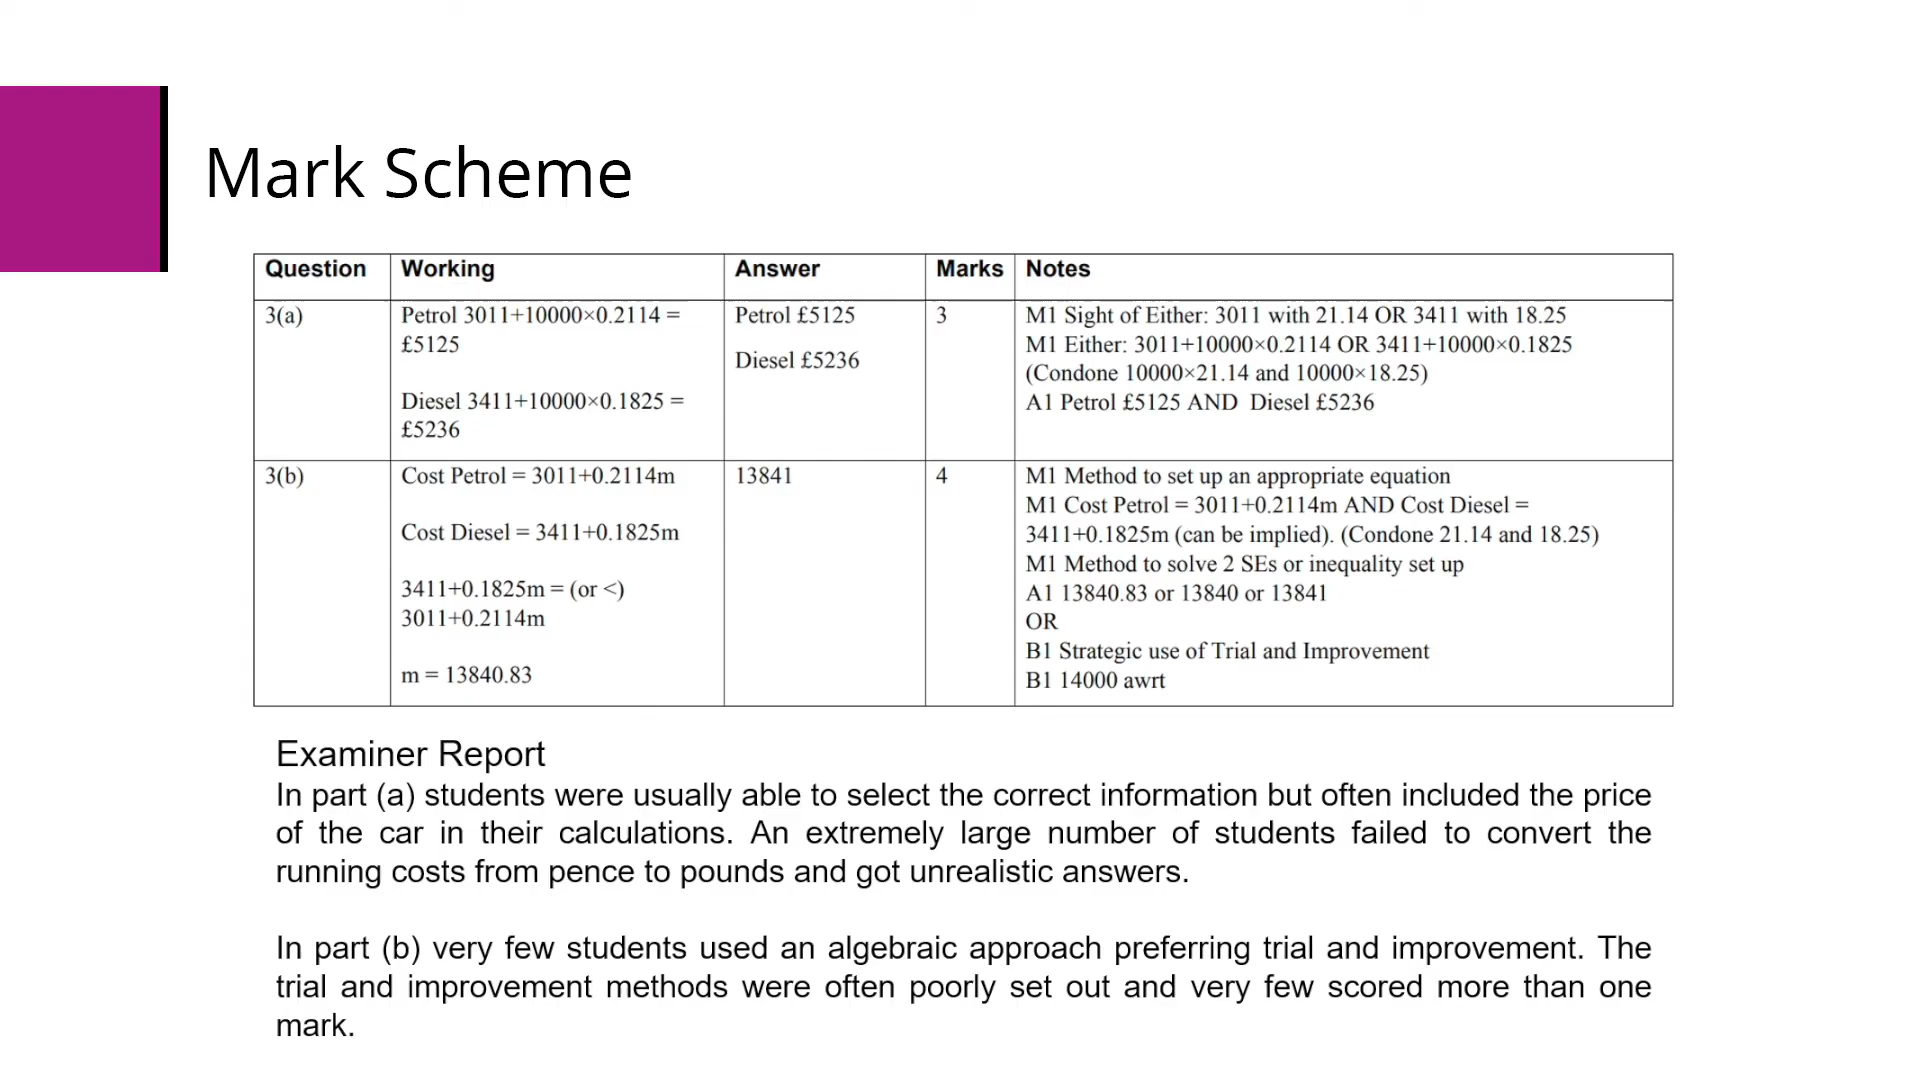 Mark Scheme
Question Working Answer Marks Notes
3(a) Petrol 3011+10000×0.2114 = Petrol £5125 3 M1 Sight of Either: 3011 with 21.14 OR 3411 with 18.25
£5125 M1 Either: 3011+10000×0.2114 OR 3411+10000×0.1825
Diesel £5236
(Condone 10000×21.14 and 10000×18.25)
Diesel 3411+10000×0.1825 = A1 Petrol £5125 AND Diesel £5236
£5236
3(b) Cost Petrol = 3011+0.2114m 13841 4 M1 Method to set up an appropriate equation
M1 Cost Petrol = 3011+0.2114m AND Cost Diesel =
Cost Diesel = 3411+0.1825m 3411+0.1825m (can be implied). (Condone 21.14 and 18.25)
M1 Method to solve 2 SEs or inequality set up
3411+0.1825m = (or <) A1 13840.83 or 13840 or 13841
3011+0.2114m OR
B1 Strategic use of Trial and Improvement
m = 13840.83 B1 14000 awrt
Examiner Report
In part (a) students were usually able to select the correct information but often included the price
of the car in their calculations. An extremely large number of students failed to convert the
running costs from pence to pounds and got unrealistic answers.
In part (b) very few students used an algebraic approach preferring trial and improvement. The
trial and improvement methods were often poorly set out and very few scored more than one
mark.